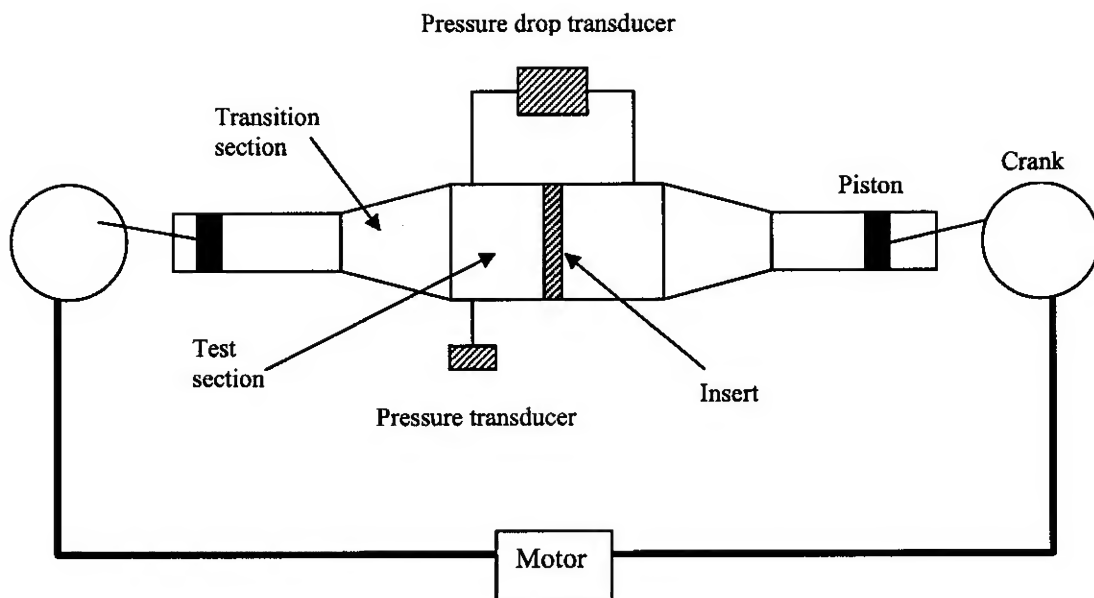 Pressure drop transducer
Transition
section
Crank
Piston
Test
section
Insert
Pressure transducer
Motor